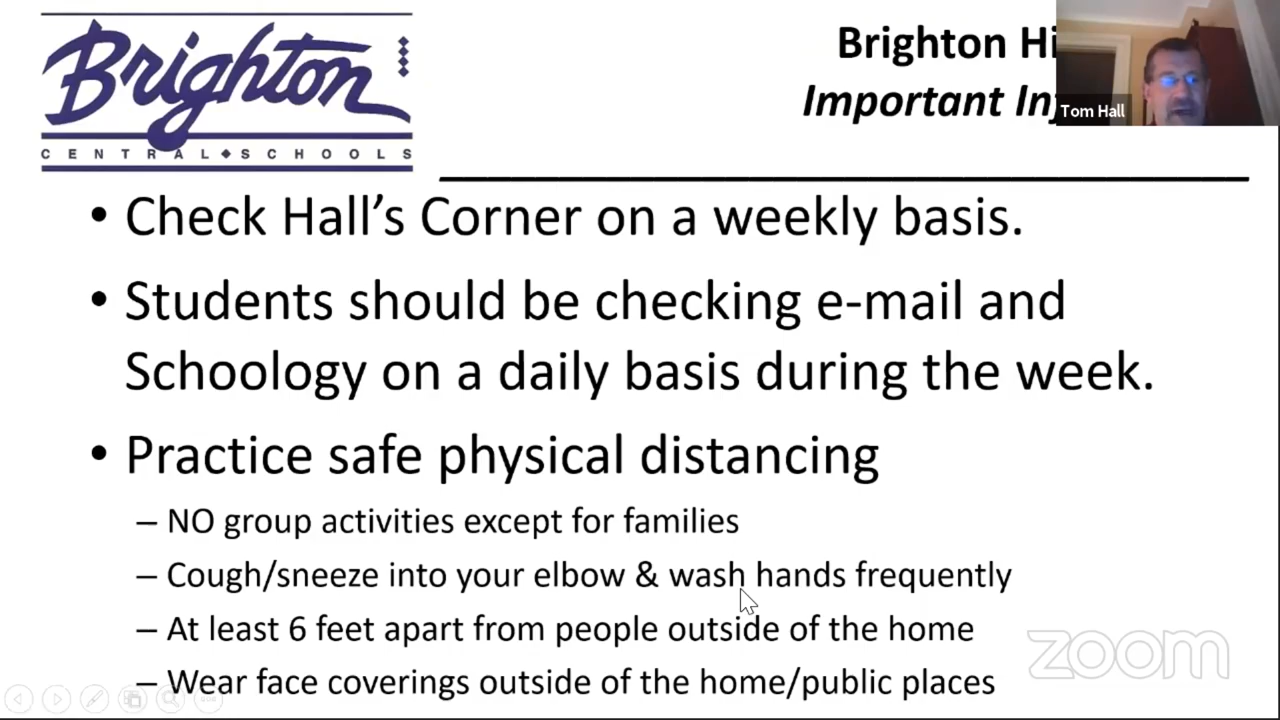 Brighton
CENTRAL SCHOOLS
Brighton
Important
Tom Hall
• Check Hall’s Corner on a weekly basis.
• Students should be checking e-mail and
Schoology on a daily basis during the week.
• Practice safe physical distancing
– NO group activities except for families
– Cough/sneeze into your elbow & wash hands frequently
– At least 6 feet apart from people outside of the home
– Wear face coverings outside of the home/public places
zoom